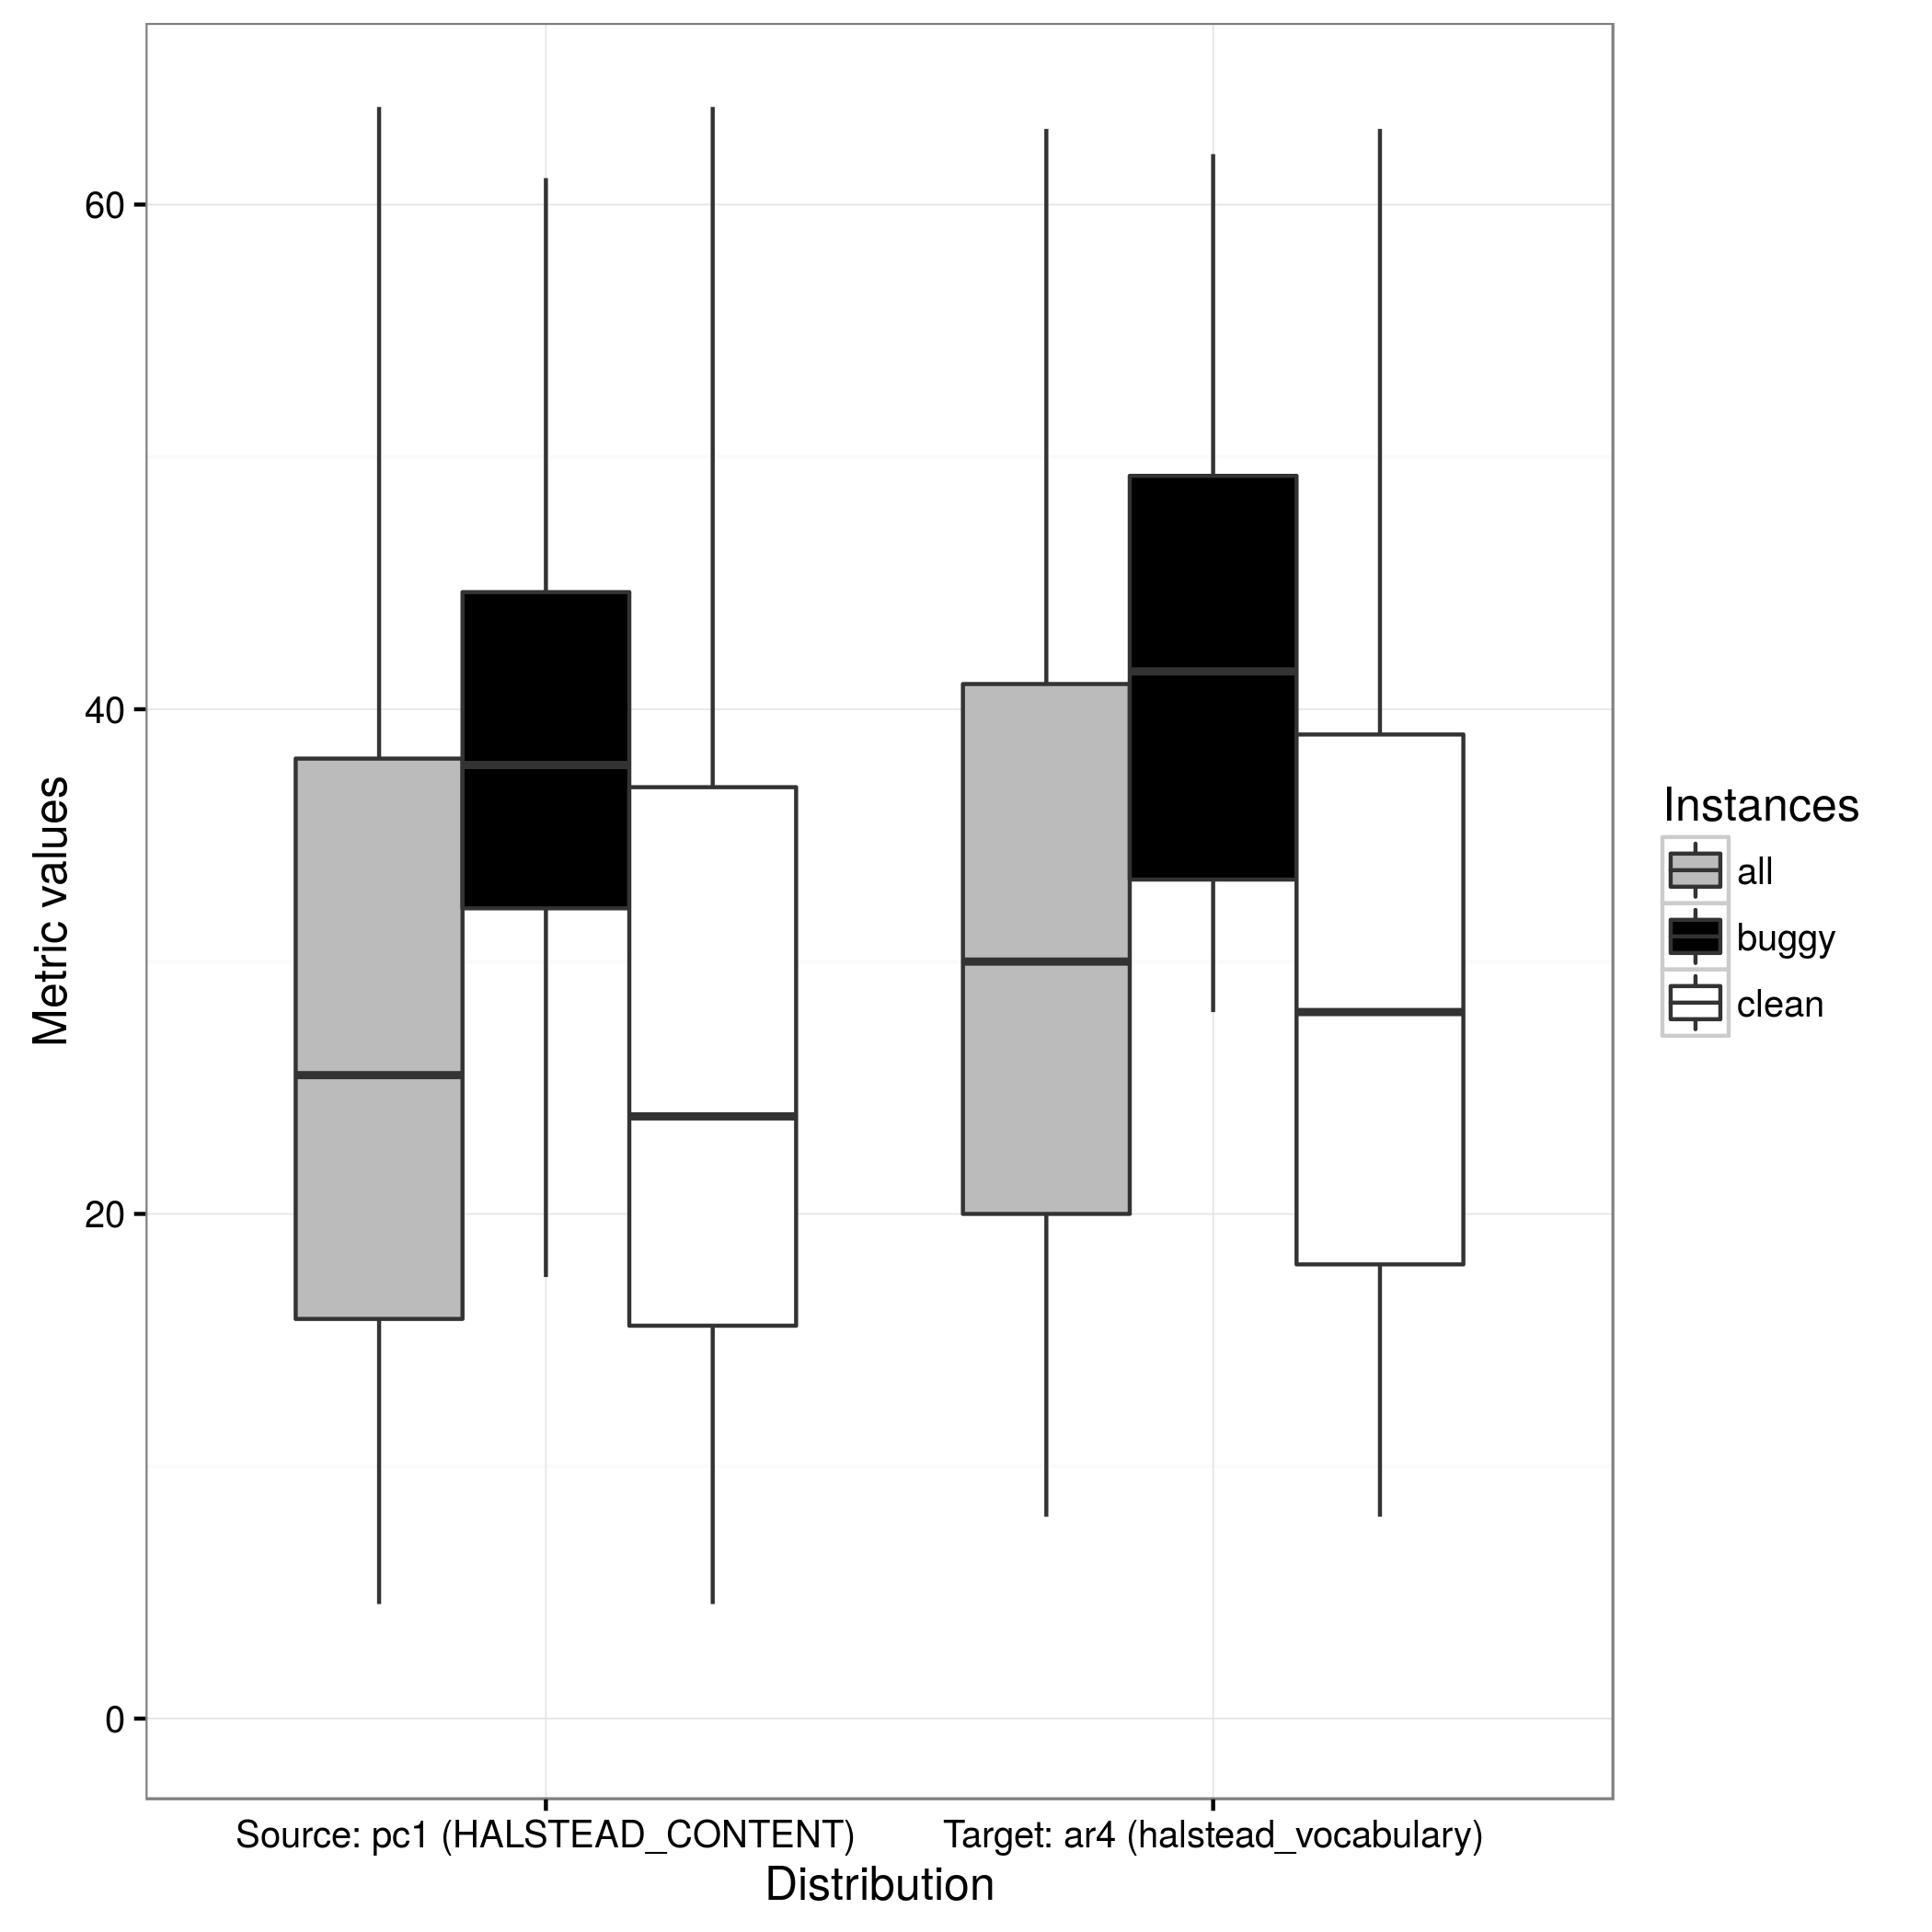 60
40
20
0
Metric values
Source: pc1 (HALSTEAD_CONTENT)
Target: ar4 (halstead_vocabulary)
Distribution
Instances
all
buggy
clean